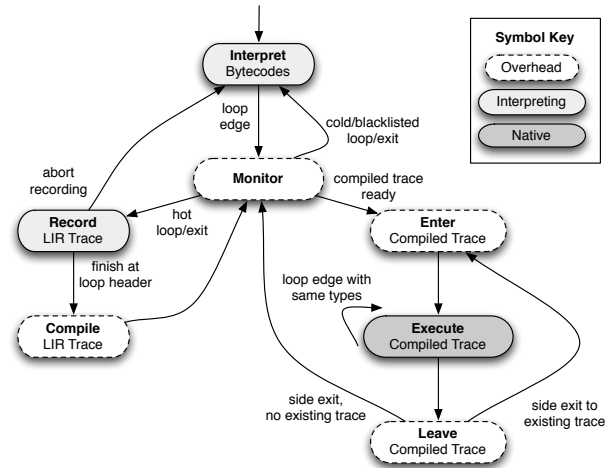 Symbol Key
Overhead
Interpreting
Native
Interpret
Bytecodes
loop
edge
cold/blacklisted
loop/exit
abort
recording
Monitor
compiled trace
ready
hot
loop/exit
Record
LIR Trace
Enter
Compiled Trace
finish at
loop header
loop edge with
same types
Compile
LIR Trace
Execute
Compiled Trace
side exit,
no existing trace
side exit to
existing trace
Leave
Compiled Trace